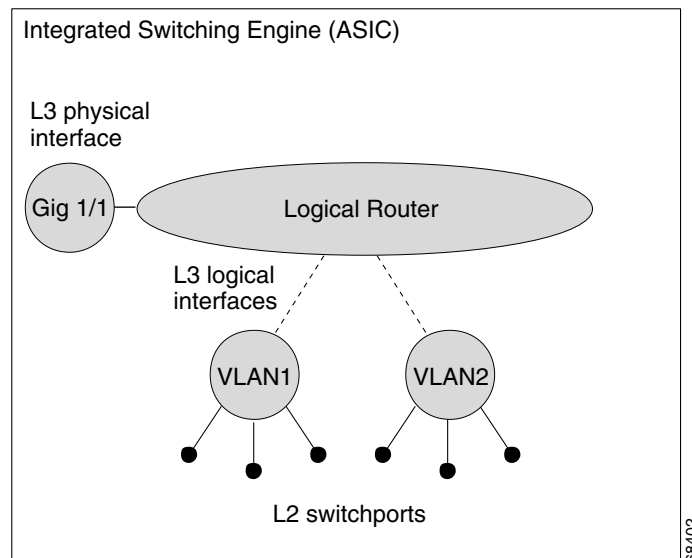 Integrated Switching Engine (ASIC)
L3 physical
interface
Gig 1/1
Logical Router
L3 logical
interfaces
VLAN1
VLAN2
L2 switchports